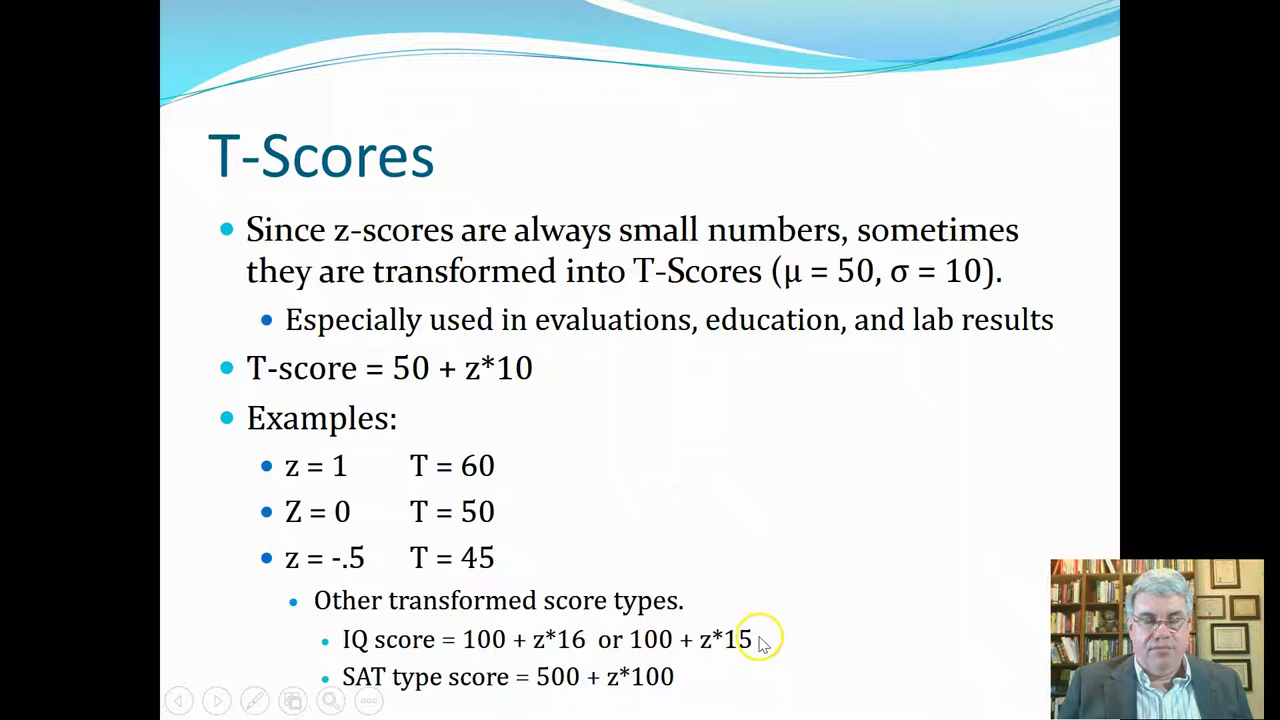 T-Scores
Since z-scores are always small numbers, sometimes
they are transformed into T-Scores (μ = 50, σ = 10).
Especially used in evaluations, education, and lab results
T-score = 50 + z*10
Examples:
z = 1 T = 60
Z = 0 T = 50
z = -.5 T = 45
Other transformed score types.
IQ score = 100 + z*16 or 100 + z*15
SAT type score = 500 + z*100